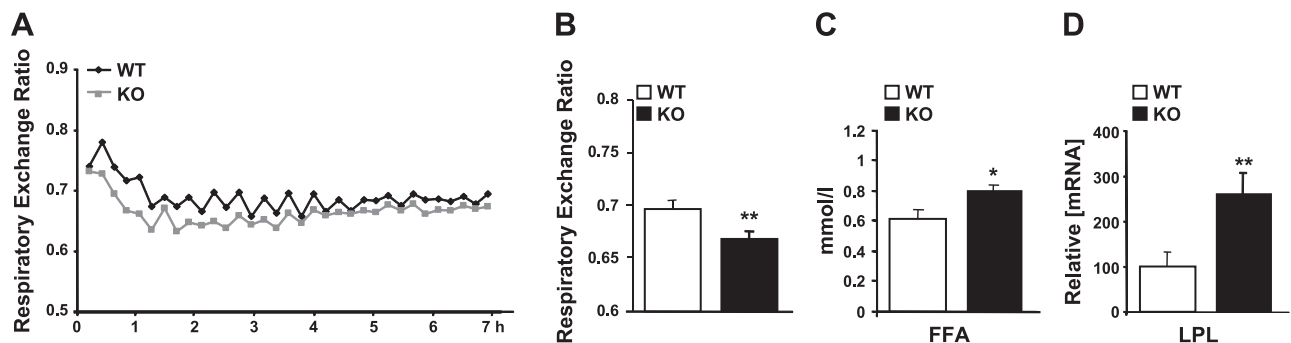 A
Respiratory Exchange Ratio
0.9
0.8
0.7
0.6
0.5
WT
KO
0 1 2 3 4 5 6 7 h
B
Respiratory Exchange Ratio
WT
KO
0.8
0.75
0.7
0.65
0.6
**
C
WT
KO
mmol/l
1.2
1
0.8
0.6
0.4
0.2
0
*
FFA
D
WT
KO
Relative [mRNA]
400
300
200
100
0
**
LPL